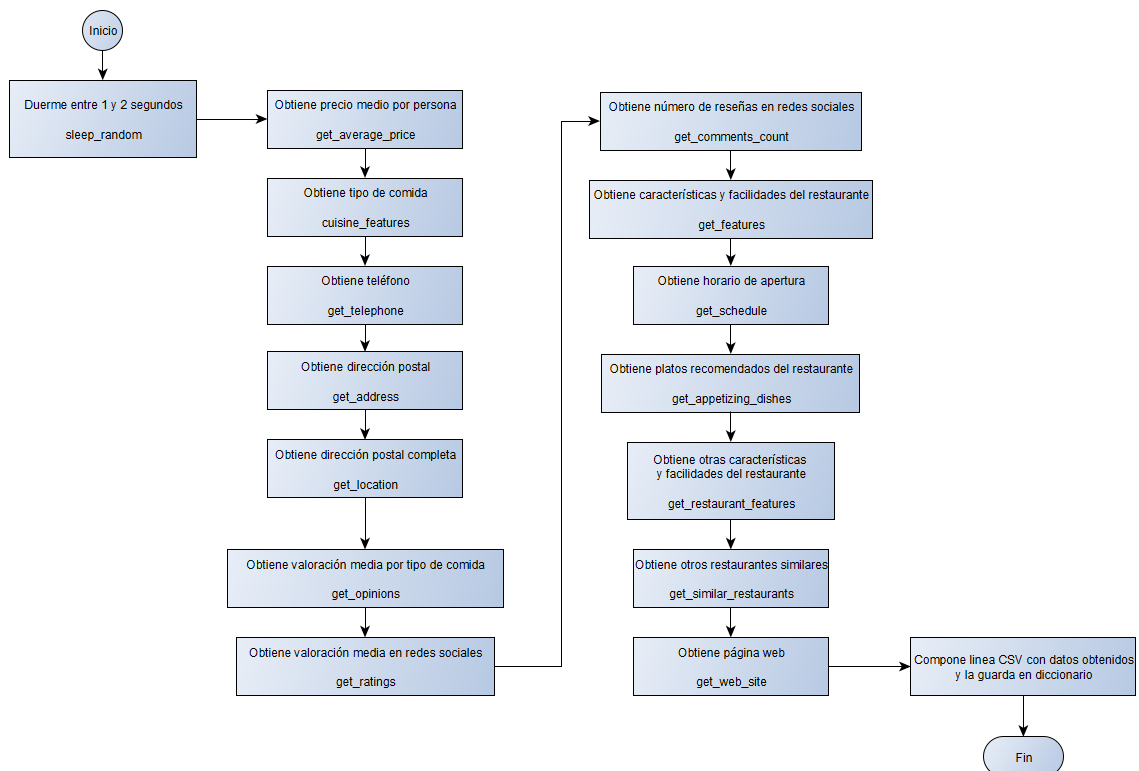 Inicio
Duerme entre 1 y 2 segundos
sleep_random
Obtiene precio medio por persona
get_average_price
Obtiene tipo de comida
cuisine_features
Obtiene teléfono
get_telephone
Obtiene dirección postal
get_address
Obtiene dirección postal completa
get_location
Obtiene valoración media por tipo de comida
get_opinions
Obtiene valoración media en redes sociales
get_ratings
Obtiene número de reseñas en redes sociales
get_comments_count
Obtiene características y facilidades del restaurante
get_features
Obtiene horario de apertura
get_schedule
Obtiene platos recomendados del restaurante
get_appetizing_dishes
Obtiene otras características
y facilidades del restaurante
get_restaurant_features
Obtiene otros restaurantes similares
get_similar_restaurants
Obtiene página web
get_web_site
Compone linea CSV con datos obtenidos
y la guarda en diccionario
Fin